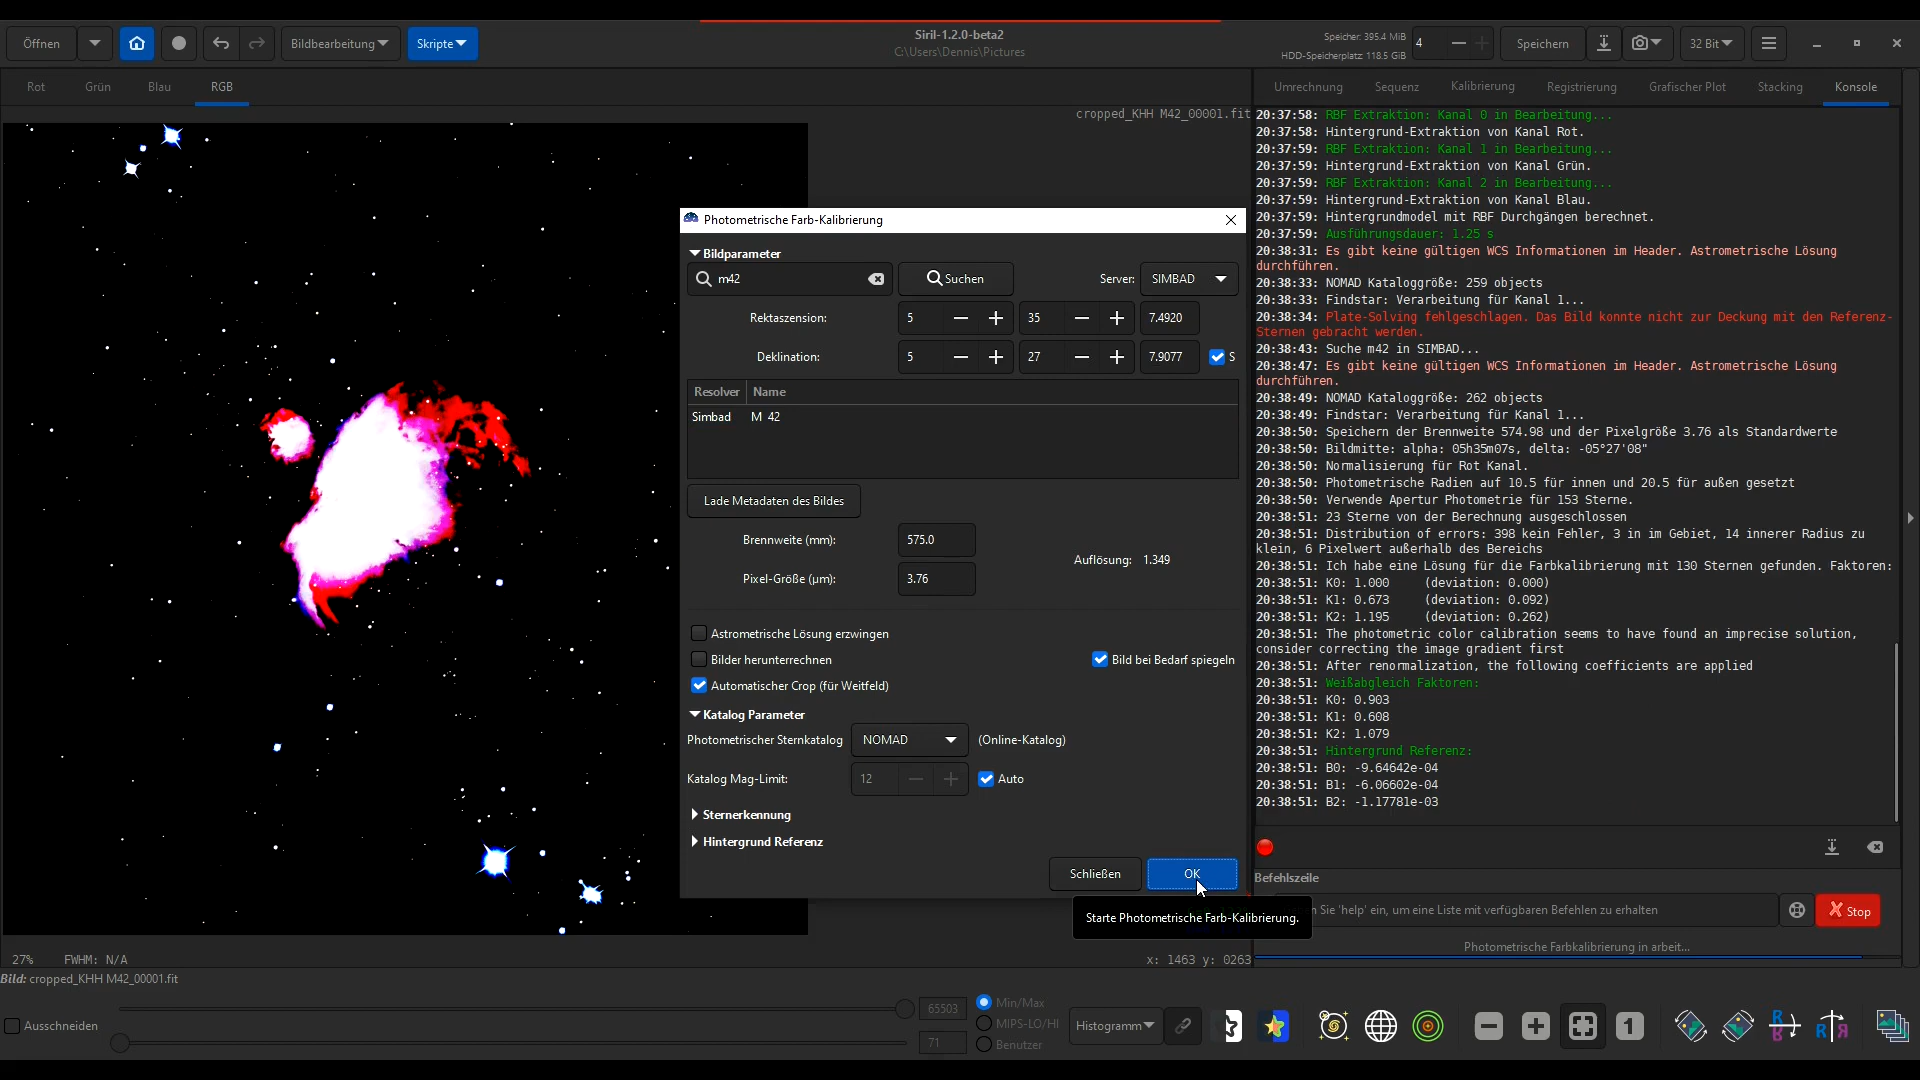 Öffnen
Bildbearbeitung
Skripte
Siril-1.2.0-beta2
C:\Users\Dennis\Pictures
Speicher: 395.4 MiB
HDD-Speicherplatz: 118.5 GiB
4
Speichern
32 Bit
Rot
Grün
Blau
RGB
cropped_KHH M42_00001.fit
Umrechnung
Sequenz
Kalibrierung
Registrierung
Grafischer Plot
Stacking
Konsole
Photometrische Farb-Kalibrierung
Bildparameter
m42
Suchen
Server:
SIMBAD
Rektaszension:
5
35
7.4920
Deklination:
5
27
7.9077
S
Resolver Name
Simbad M 42
Lade Metadaten des Bildes
Brennweite (mm):
575.0
Auflösung: 1.349
Pixel-Größe (µm):
3.76
Astrometrische Lösung erzwingen
Bilder herunterrechnen
Bild bei Bedarf spiegeln
Automatischer Crop (für Weitfeld)
Katalog Parameter
Photometrischer Sternkatalog
NOMAD
(Online-Katalog)
Katalog Mag-Limit:
12
Auto
Sternerkennung
Hintergrund Referenz
Schließen
OK
Starte Photometrische Farb-Kalibrierung.
20:37:58: RBF Extraktion: Kanal 0 in Bearbeitung...
20:37:58: Hintergrund-Extraktion von Kanal Rot.
20:37:59: RBF Extraktion: Kanal 1 in Bearbeitung...
20:37:59: Hintergrund-Extraktion von Kanal Grün.
20:37:59: RBF Extraktion: Kanal 2 in Bearbeitung...
20:37:59: Hintergrund-Extraktion von Kanal Blau.
20:37:59: Hintergrundmodel mit RBF Durchgängen berechnet.
20:37:59: Ausführungsdauer: 1.25 s
20:38:31: Es gibt keine gültigen WCS Informationen im Header. Astrometrische Lösung
durchführen.
20:38:33: NOMAD Kataloggröße: 259 objects
20:38:33: Findstar: Verarbeitung für Kanal 1...
20:38:34: Plate-Solving fehlgeschlagen. Das Bild konnte nicht zur Deckung mit den Referenz-
Sternen gebracht werden.
20:38:43: Suche m42 in SIMBAD...
20:38:47: Es gibt keine gültigen WCS Informationen im Header. Astrometrische Lösung
durchführen.
20:38:49: NOMAD Kataloggröße: 262 objects
20:38:49: Findstar: Verarbeitung für Kanal 1...
20:38:50: Speichern der Brennweite 574.98 und der Pixelgröße 3.76 als Standardwerte
20:38:50: Bildmitte: alpha: 05h35m07s, delta: -05°27'08"
20:38:50: Normalisierung für Rot Kanal.
20:38:50: Photometrische Radien auf 10.5 für innen und 20.5 für außen gesetzt
20:38:50: Verwende Apertur Photometrie für 153 Sterne.
20:38:51: 23 Sterne von der Berechnung ausgeschlossen
20:38:51: Distribution of errors: 398 kein Fehler, 3 in im Gebiet, 14 innerer Radius zu
klein, 6 Pixelwert außerhalb des Bereichs
20:38:51: Ich habe eine Lösung für die Farbkalibrierung mit 130 Sternen gefunden. Faktoren:
20:38:51: K0: 1.000 (deviation: 0.000)
20:38:51: K1: 0.673 (deviation: 0.092)
20:38:51: K2: 1.195 (deviation: 0.262)
20:38:51: The photometric color calibration seems to have found an imprecise solution,
consider correcting the image gradient first
20:38:51: After renormalization, the following coefficients are applied
20:38:51: Weißabgleich Faktoren:
20:38:51: K0: 0.903
20:38:51: K1: 0.608
20:38:51: K2: 1.079
20:38:51: Hintergrund Referenz:
20:38:51: B0: -9.64642e-04
20:38:51: B1: -6.06602e-04
20:38:51: B2: -1.17781e-03
Befehlszeile
n Sie 'help' ein, um eine Liste mit verfügbaren Befehlen zu erhalten
Stop
Photometrische Farbkalibrierung in arbeit...
27%
FWHM: N/A
x: 1463 y: 0263
Bild: cropped_KHH M42_00001.fit
Ausschneiden
65503
71
Min/Max
MIPS-LO/HI
Benutzer
Histogramm
1
R
R
R R